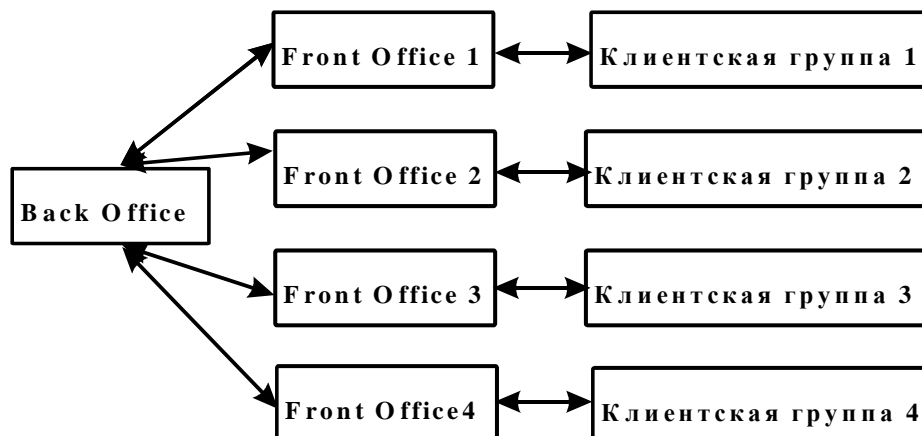 Front Office 1
Клиентская группа 1
Front Office 2
Клиентская группа 2
Back Office
Front Office 3
Клиентская группа 3
Front Office4
Клиентская группа 4